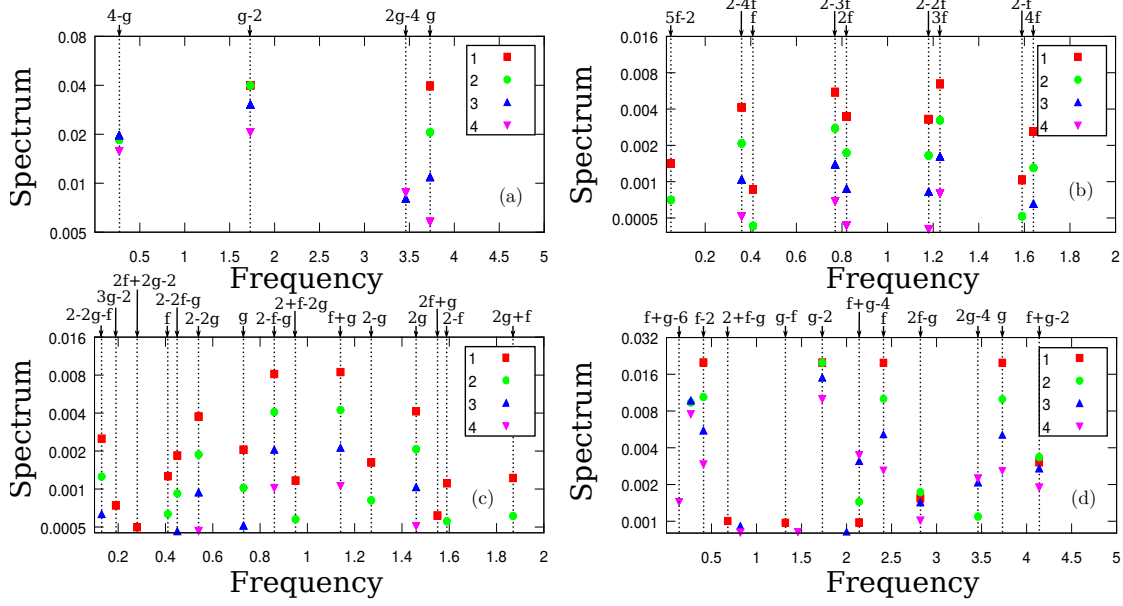 4-g g-2 2g-4 g
0.08
0.04
0.02
0.01
0.005
Spectrum
1
2
3
4
(a)
0.5 1 1.5 2 2.5 3 3.5 4 4.5 5
Frequency
2-4f 2-3f 2-2f 2-f
5f-2 f 2f 3f 4f
0.016
0.008
0.004
0.002
0.001
0.0005
Spectrum
1
2
3
4
(b)
0.2 0.4 0.6 0.8 1 1.2 1.4 1.6 1.8 2
Frequency
2f+2g-2
3g-2 2-2f-g 2+f-2g 2f+g
2-2g-f f 2-2g g 2-f-g f+g 2-g 2g 2-f 2g+f
0.016
0.008
0.004
0.002
0.001
0.0005
Spectrum
1
2
3
4
(c)
0.2 0.4 0.6 0.8 1 1.2 1.4 1.6 1.8 2
Frequency
f+g-4
f+g-6 f-2 2+f-g g-f g-2 f 2f-g 2g-4 g f+g-2
0.032
0.016
0.008
0.004
0.002
0.001
Spectrum
1
2
3
4
(d)
0.5 1 1.5 2 2.5 3 3.5 4 4.5 5
Frequency